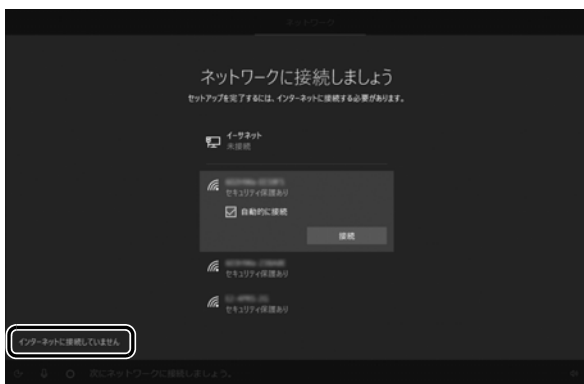 ネットワーク
ネットワークに接続しましょう
セットアップを完了するには、インターネットに接続する必要があります。
イーサネット
未接続
セキュリティ保護あり
自動的に接続
接続
セキュリティ保護あり
セキュリティ保護あり
インターネットに接続していません
次にネットワークに接続しましょう。